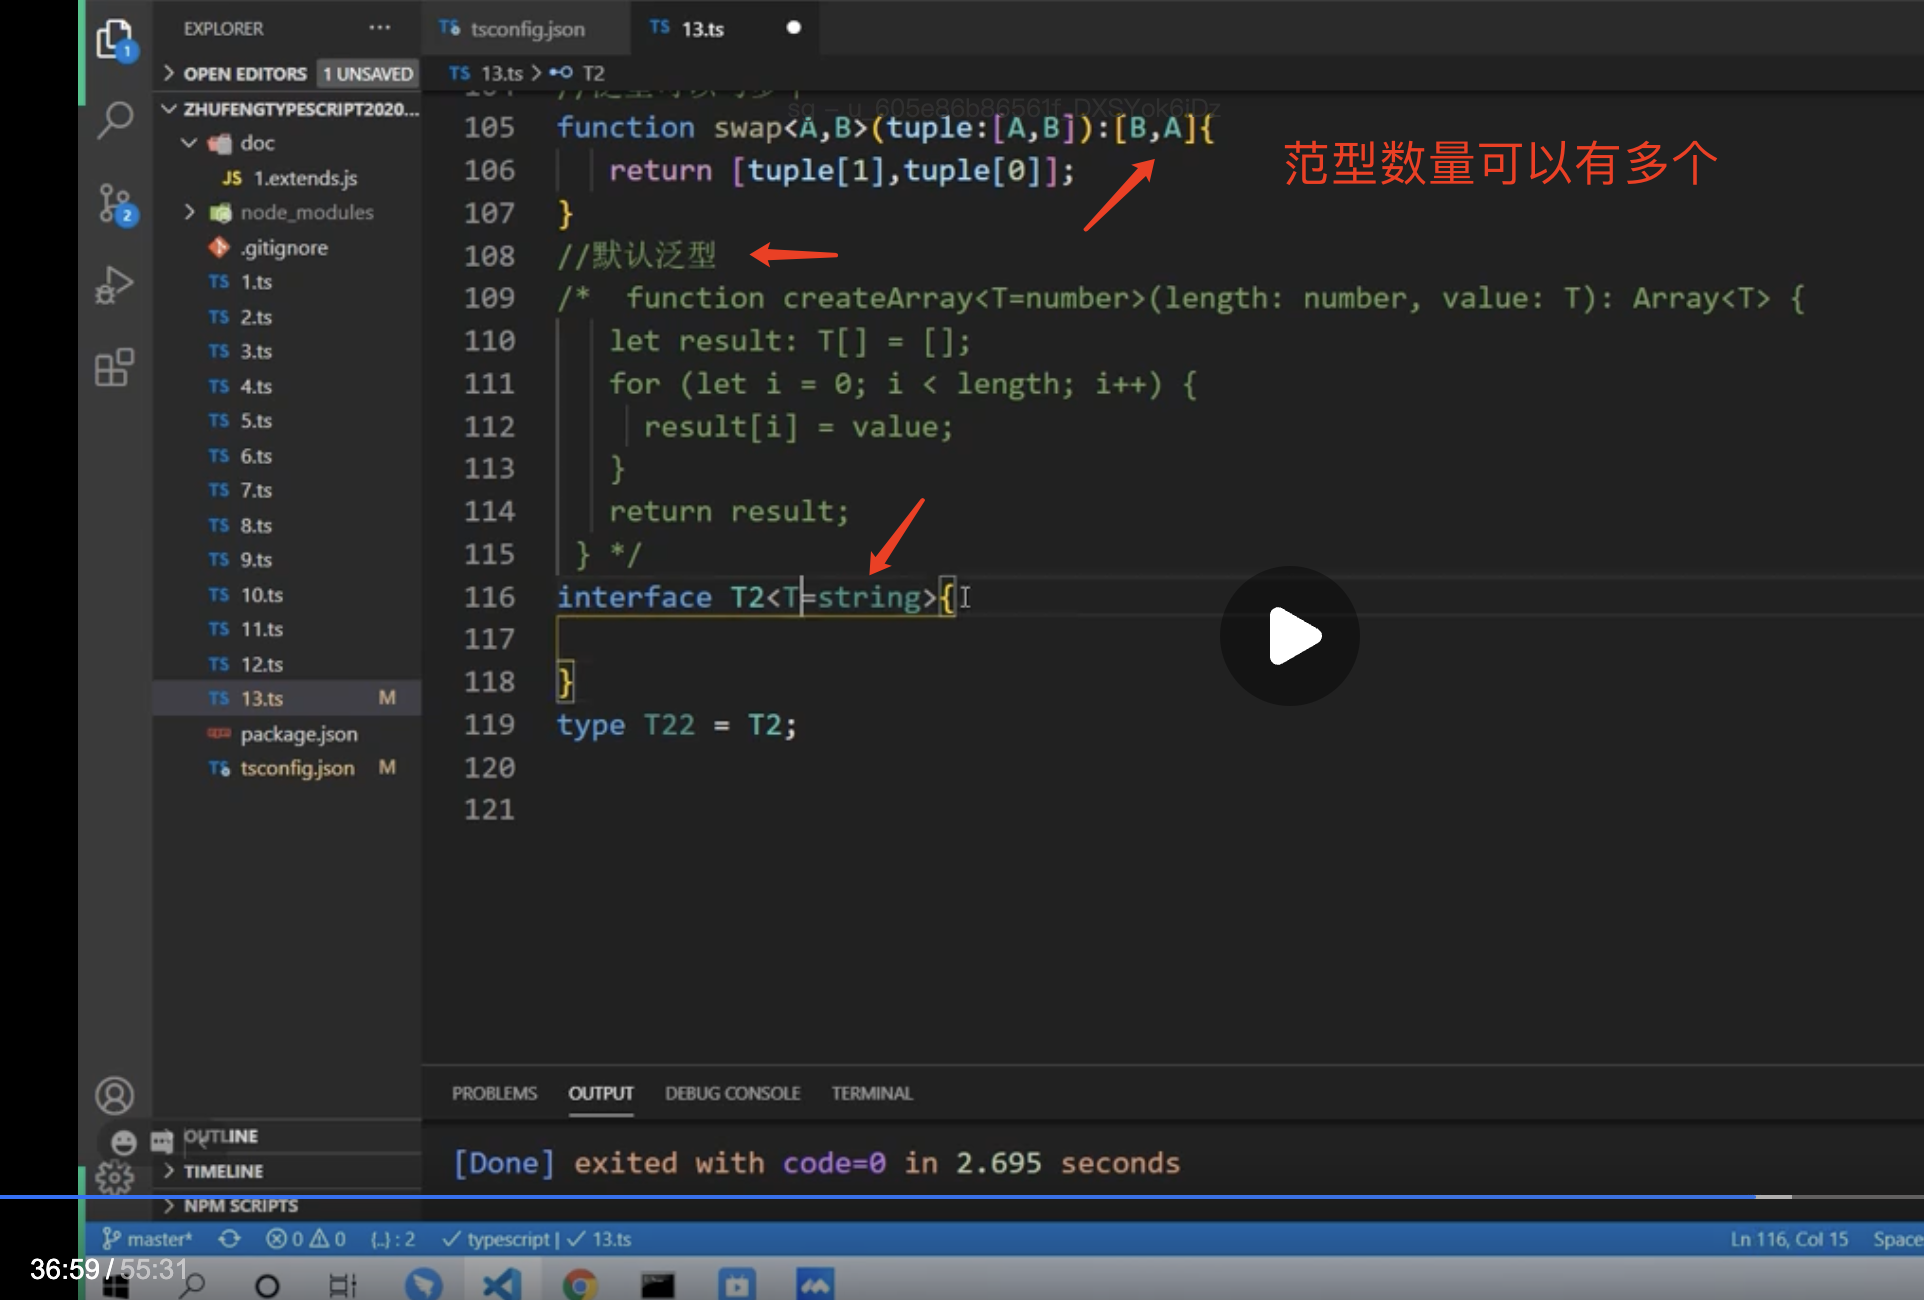 EXPLORER
···
tsconfig.json
TS 13.ts
OPEN EDITORS 1 UNSAVED
TS 13.ts > T2
ZHUFENGTYPESCRIPT2020...
doc
JS 1.extends.js
node_modules
.gitignore
TS 1.ts
TS 2.ts
TS 3.ts
TS 4.ts
TS 5.ts
TS 6.ts
TS 7.ts
TS 8.ts
TS 9.ts
TS 10.ts
TS 11.ts
TS 12.ts
TS 13.ts M
package.json
tsconfig.json M
OUTLINE
TIMELINE
NPM SCRIPTS
105 function swap<A,B>(tuple:[A,B]):[B,A]{
范型数量可以有多个
106 return [tuple[1],tuple[0]];
107 }
108 //默认泛型
109 /* function createArray<T=number>(length: number, value: T): Array<T> {
110 let result: T[] = [];
111 for (let i = 0; i < length; i++) {
112 result[i] = value;
113 }
114 return result;
115 } */
116 interface T2<T=string>{
117
118 }
119 type T22 = T2;
120
121
PROBLEMS OUTPUT DEBUG CONSOLE TERMINAL
[Done] exited with code=0 in 2.695 seconds
master* 0 0 {..} : 2 typescript | 13.ts Ln 116, Col 15
36:59 / 55:31